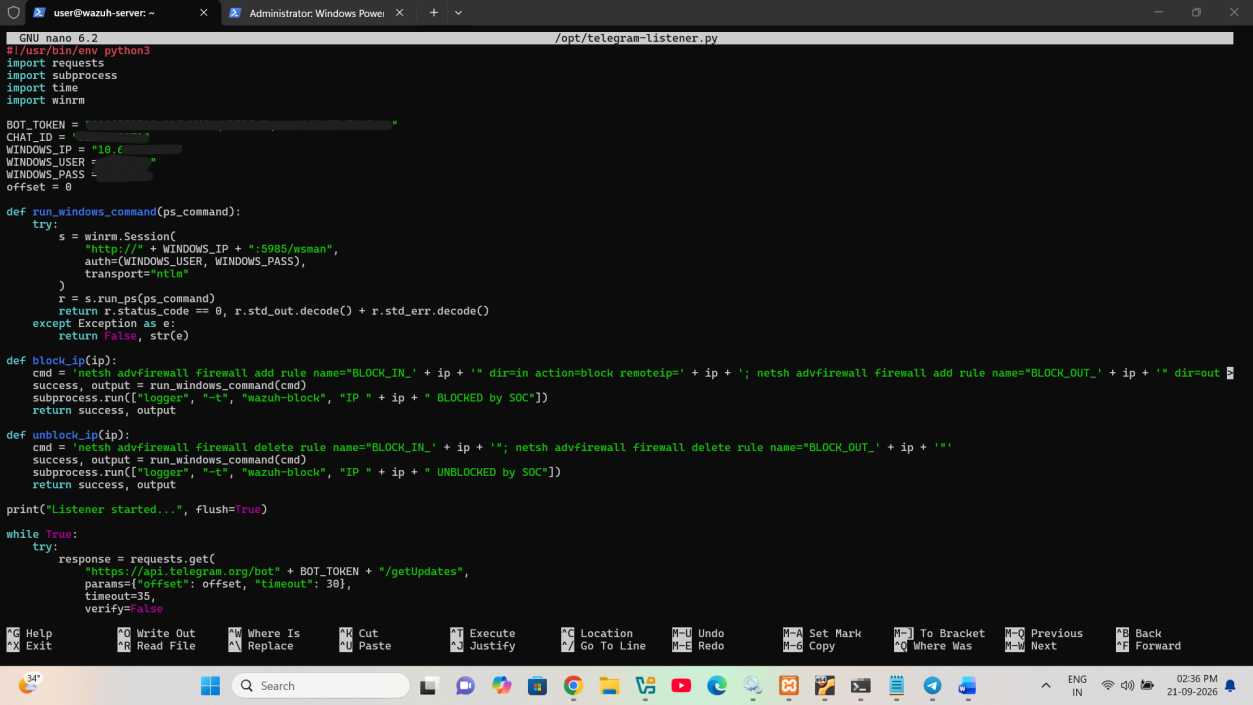 user@wazuh-server: ~
Administrator: Windows Power
GNU nano 6.2 /opt/telegram-listener.py
#!/usr/bin/env python3
import requests
import subprocess
import time
import winrm
BOT_TOKEN = "
CHAT_ID = "
WINDOWS_IP = "10.
WINDOWS_USER =
WINDOWS_PASS
offset = 0
def run_windows_command(ps_command):
    try:
        s = winrm.Session(
            "http://" + WINDOWS_IP + ":5985/wsman",
            auth=(WINDOWS_USER, WINDOWS_PASS),
            transport="ntlm"
        )
        r = s.run_ps(ps_command)
        return r.status_code == 0, r.std_out.decode() + r.std_err.decode()
    except Exception as e:
        return False, str(e)
def block_ip(ip):
    cmd = 'netsh advfirewall firewall add rule name="BLOCK_IN_' + ip + '" dir=in action=block remoteip=' + ip + '; netsh advfirewall firewall add rule name="BLOCK_OUT_' + ip + '" dir=out >
    success, output = run_windows_command(cmd)
    subprocess.run(["logger", "-t", "wazuh-block", "IP " + ip + " BLOCKED by SOC"])
    return success, output
def unblock_ip(ip):
    cmd = 'netsh advfirewall firewall delete rule name="BLOCK_IN_' + ip + '"; netsh advfirewall firewall delete rule name="BLOCK_OUT_' + ip + '"'
    success, output = run_windows_command(cmd)
    subprocess.run(["logger", "-t", "wazuh-block", "IP " + ip + " UNBLOCKED by SOC"])
    return success, output
print("Listener started...", flush=True)
while True:
    try:
        response = requests.get(
            "https://api.telegram.org/bot" + BOT_TOKEN + "/getUpdates",
            params={"offset": offset, "timeout": 30},
            timeout=35,
            verify=False
^G Help ^O Write Out ^W Where Is ^K Cut ^T Execute ^C Location M-U Undo M-A Set Mark M-] To Bracket M-Q Previous ^B Back
^X Exit ^R Read File ^\ Replace ^U Paste ^J Justify ^/ Go To Line M-E Redo M-6 Copy ^Q Where Was M-W Next ^F Forward
34°
Search
ENG
IN
02:36 PM
21-09-2026